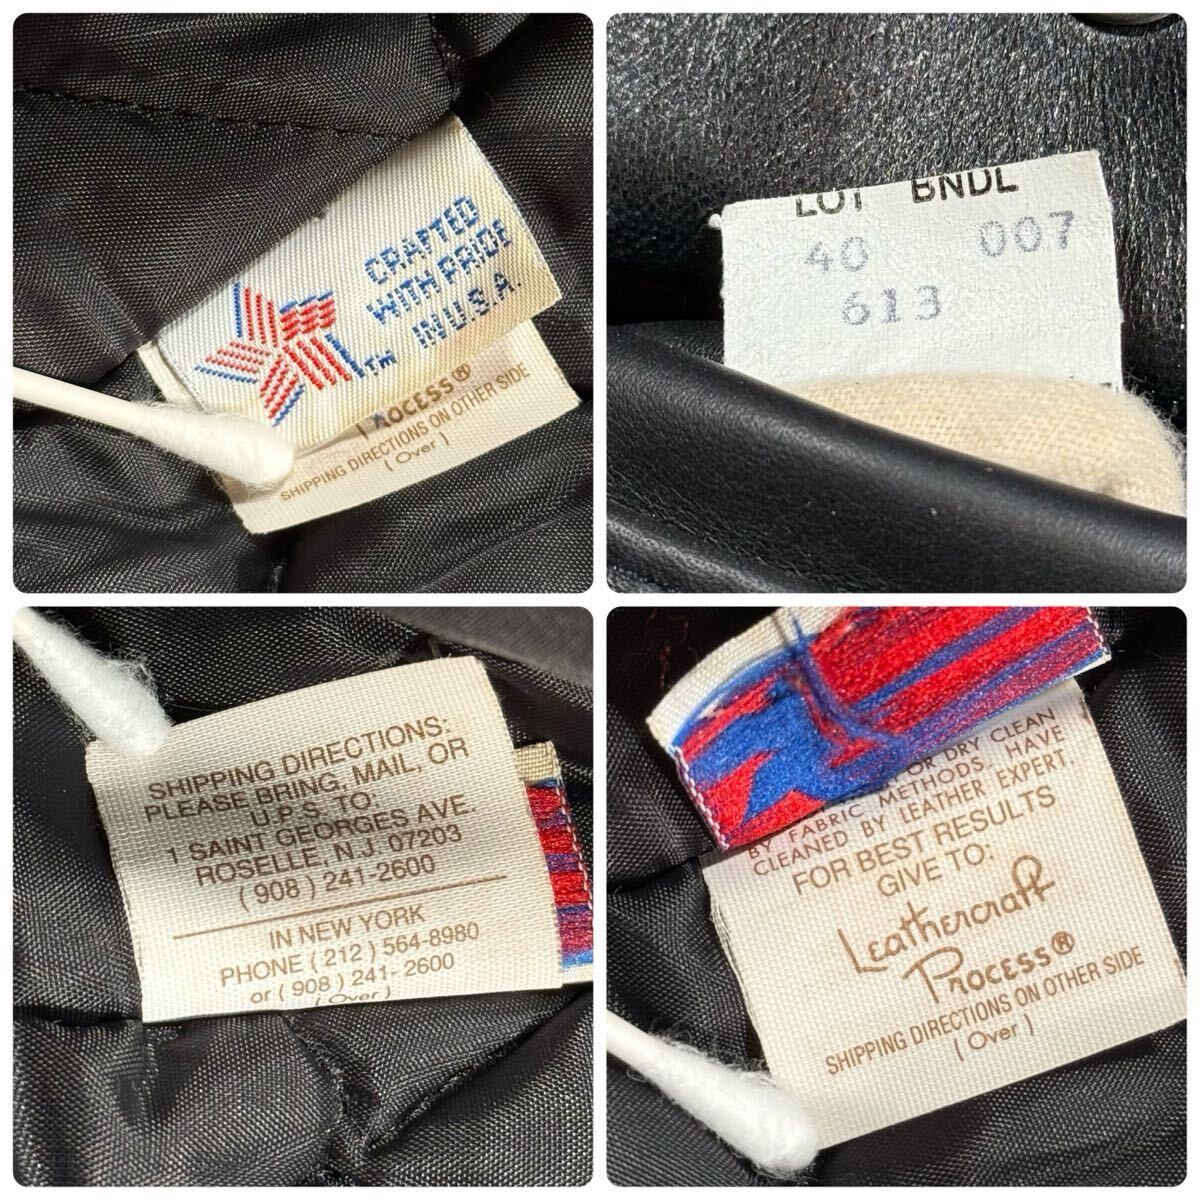 CRAFTED
WITH PRIDE
IN U.S.A.
TM
PROCESS®
SHIPPING DIRECTIONS ON OTHER SIDE
( Over )
LOT BNDL
40 007
613
SHIPPING DIRECTIONS:
PLEASE BRING, MAIL, OR
U.P.S. TO:
1 SAINT GEORGES AVE.
ROSELLE, N.J. 07203
( 908 ) 241-2600
IN NEW YORK
PHONE ( 212 ) 564-8980
or ( 908 ) 241-2600
( Over )
OR DRY CLEAN
BY FABRIC METHODS. HAVE
CLEANED BY LEATHER EXPERT.
FOR BEST RESULTS
GIVE TO:
Leathercraft
Process®
SHIPPING DIRECTIONS ON OTHER SIDE
( Over )